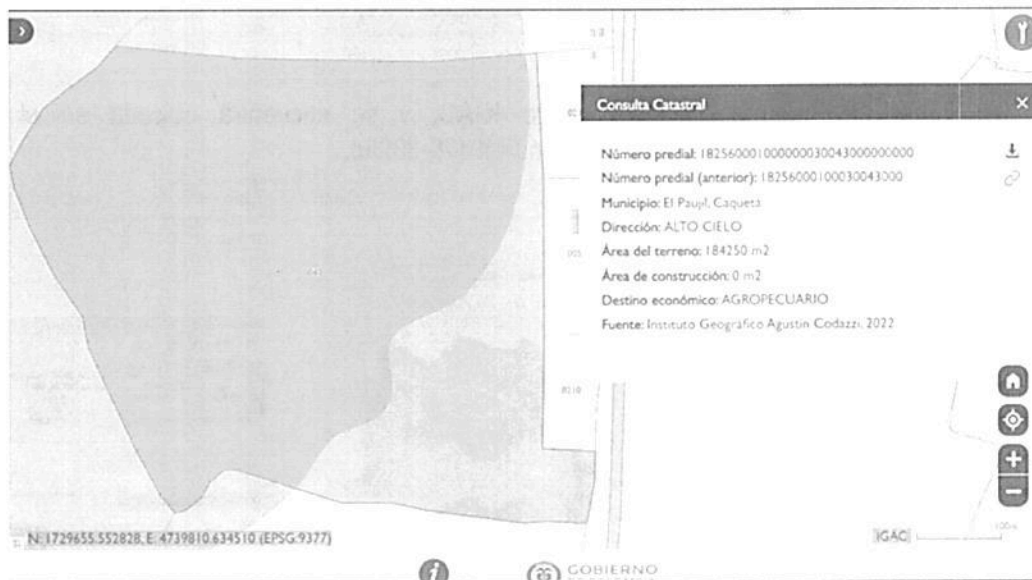 Consulta Catastral
Número predial: 182560001000000030043000000000
Número predial (anterior): 18256000100030043000
Municipio: El Paujil, Caquetá
Dirección: ALTO CIELO
Área del terreno: 184250 m2
Área de construcción: 0 m2
Destino económico: AGROPECUARIO
Fuente: Instituto Geográfico Agustin Codazzi, 2022
N: 1729655.552828, E: 4739810.634510 (EPSG:9377)
IGAC
100m
GOBIERNO